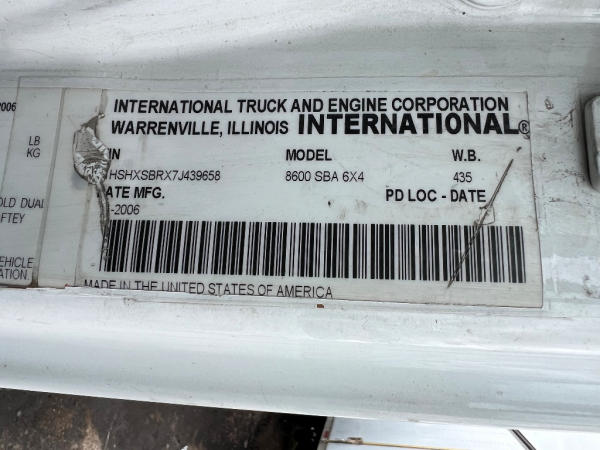 2006
LB
KG
OLD DUAL
FTEY
EHICLE
ATION
INTERNATIONAL TRUCK AND ENGINE CORPORATION
WARRENVILLE, ILLINOIS INTERNATIONAL®
IN MODEL W.B.
HSHXSBRX7J439658 8600 SBA 6X4 435
ATE MFG. PD LOC - DATE
-2006
MADE IN THE UNITED STATES OF AMERICA